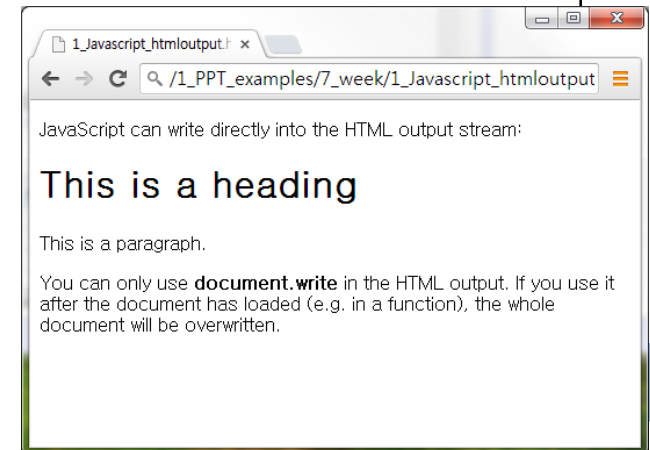 1_Javascript_htmloutput.h
/1_PPT_examples/7_week/1_Javascript_htmloutput
JavaScript can write directly into the HTML output stream:
This is a heading
This is a paragraph.
You can only use document.write in the HTML output. If you use it
after the document has loaded (e.g. in a function), the whole
document will be overwritten.